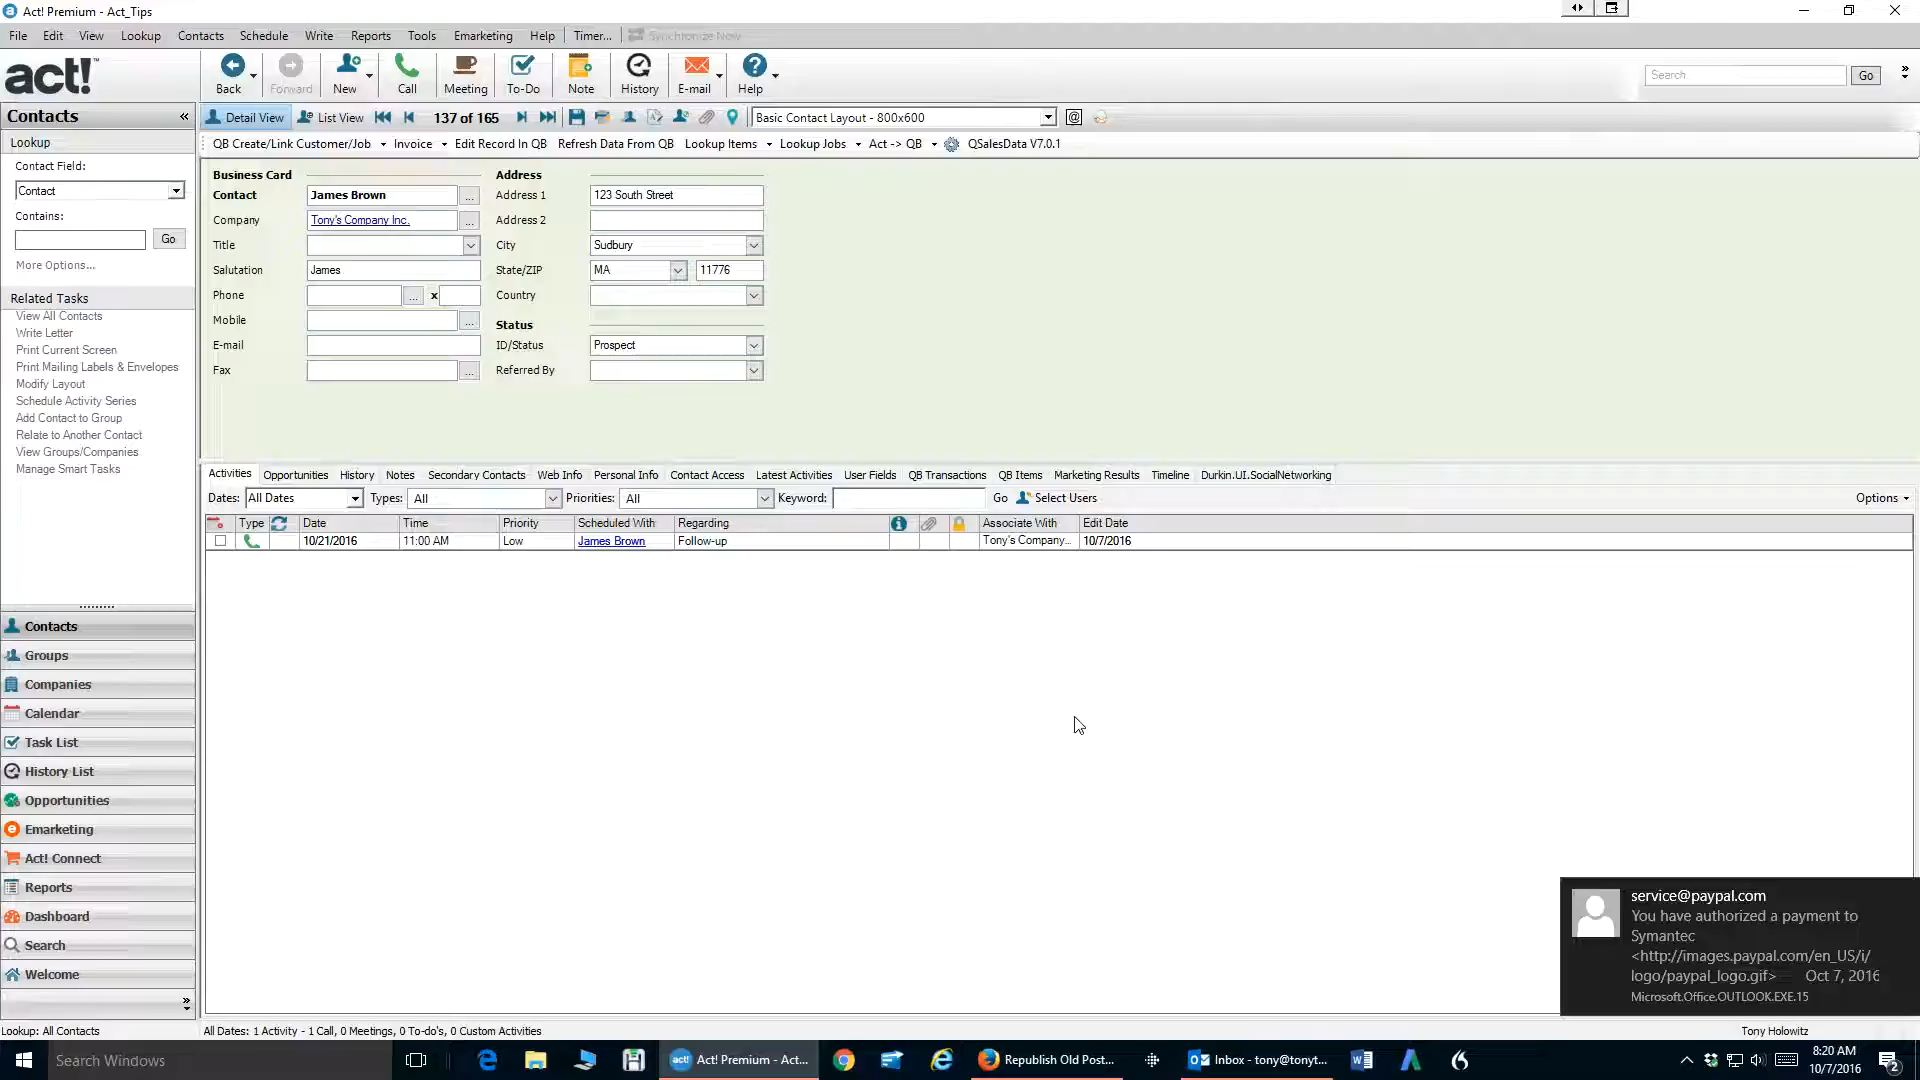 Act! Premium - Act_Tips
File Edit View Lookup Contacts Schedule Write Reports Tools Emarketing Help Timer... Synchronize Now
act!
Back Forward New Call Meeting To-Do Note History E-mail Help
Search Go
Contacts
Detail View List View 137 of 165 Basic Contact Layout - 800x600
QB Create/Link Customer/Job Invoice Edit Record In QB Refresh Data From QB Lookup Items Lookup Jobs Act -> QB QSalesData V7.0.1
Lookup
Contact Field:
Contact
Contains:
Go
More Options...
Related Tasks
View All Contacts
Write Letter
Print Current Screen
Print Mailing Labels & Envelopes
Modify Layout
Schedule Activity Series
Add Contact to Group
Relate to Another Contact
View Groups/Companies
Manage Smart Tasks
Contacts
Groups
Companies
Calendar
Task List
History List
Opportunities
Emarketing
Act! Connect
Reports
Dashboard
Search
Welcome
Business Card
Contact James Brown ...
Company Tony's Company Inc. ...
Title
Salutation James
Phone ... x
Mobile ...
E-mail
Fax ...
Address
Address 1 123 South Street
Address 2
City Sudbury
State/ZIP MA 11776
Country
Status
ID/Status Prospect
Referred By
Activities Opportunities History Notes Secondary Contacts Web Info Personal Info Contact Access Latest Activities User Fields QB Transactions QB Items Marketing Results Timeline Durkin.UI.SocialNetworking
Dates: All Dates Types: All Priorities: All Keyword: Go Select Users Options
Type Date Time Priority Scheduled With Regarding Associate With Edit Date
10/21/2016 11:00 AM Low James Brown Follow-up Tony's Company... 10/7/2016
service@paypal.com
You have authorized a payment to
Symantec
<http://images.paypal.com/en_US/i/
logo/paypal_logo.gif> Oct 7, 2016
Microsoft.Office.OUTLOOK.EXE.15
Lookup: All Contacts
All Dates: 1 Activity - 1 Call, 0 Meetings, 0 To-do's, 0 Custom Activities
Tony Holowitz
Search Windows
act! Act! Premium - Act...
Republish Old Post...
Inbox - tony@tonyt...
8:20 AM
10/7/2016
2